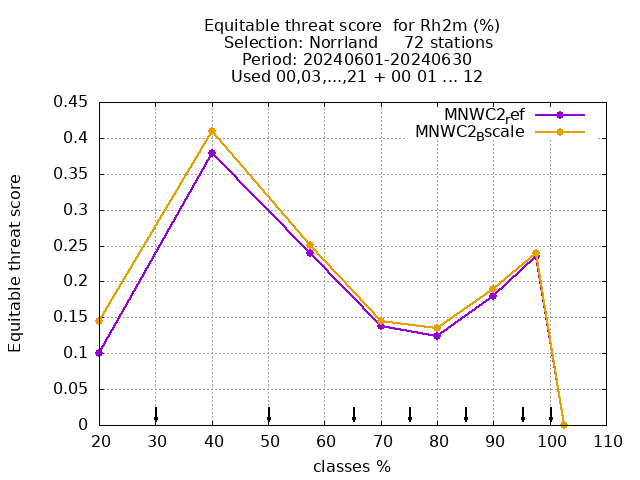 Equitable threat score  for Rh2m (%)
Selection: Norrland     72 stations
Period: 20240601-20240630
Used 00,03,...,21 + 00 01 ... 12
MNWC2ref
MNWC2Bscale
Equitable threat score
0.45
0.4
0.35
0.3
0.25
0.2
0.15
0.1
0.05
0
20 30 40 50 60 70 80 90 100 110
classes %